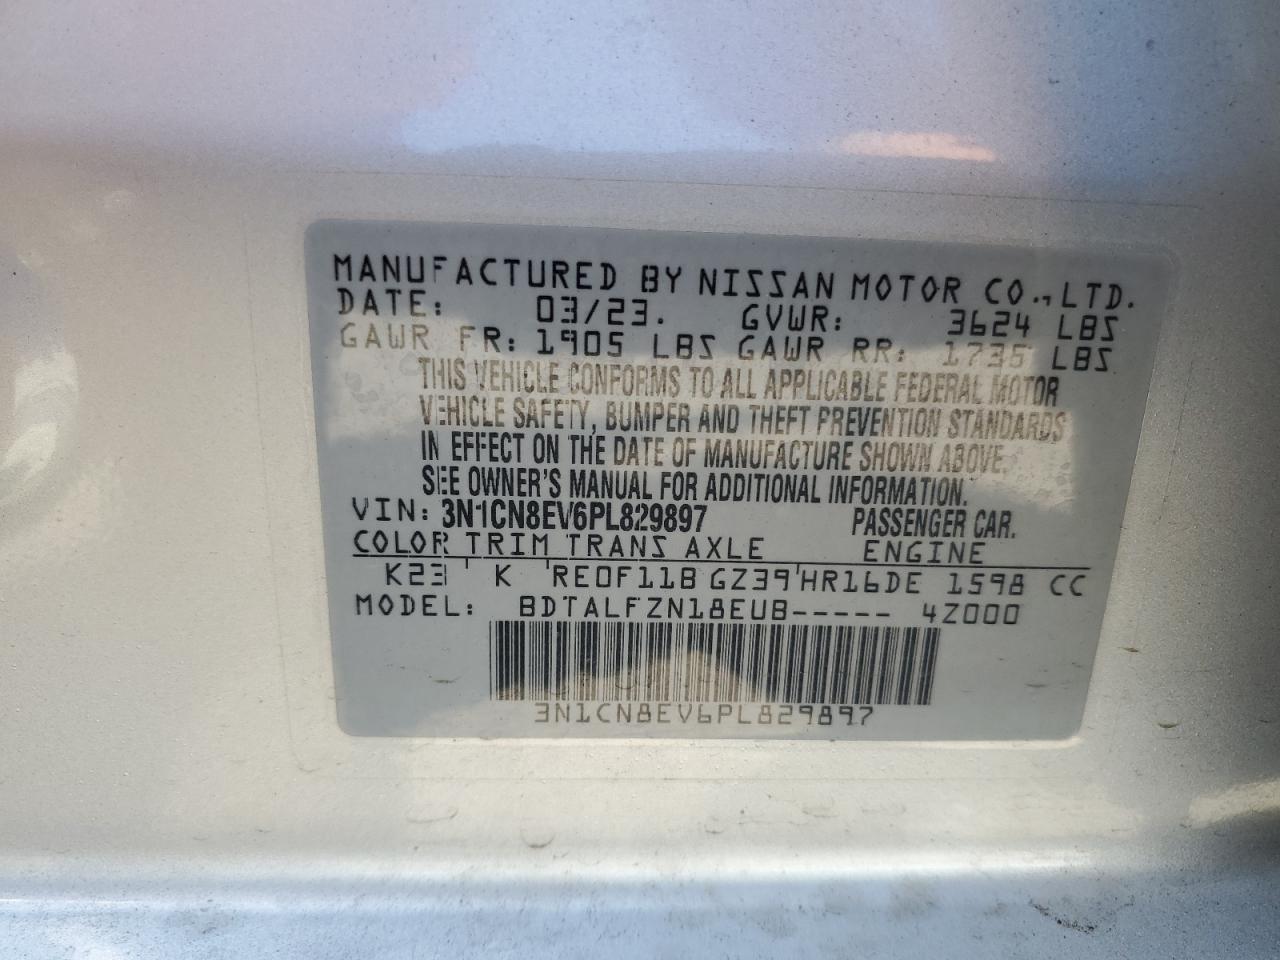 MANUFACTURED BY NISSAN MOTOR CO., LTD.
DATE: 03/23. GVWR: 3624 LBS
GAWR FR: 1905 LBS GAWR RR: 1735 LBS
THIS VEHICLE CONFORMS TO ALL APPLICABLE FEDERAL MOTOR
VEHICLE SAFETY, BUMPER AND THEFT PREVENTION STANDARDS
IN EFFECT ON THE DATE OF MANUFACTURE SHOWN ABOVE.
SEE OWNER'S MANUAL FOR ADDITIONAL INFORMATION.
VIN: 3N1CN8EV6PL829897 PASSENGER CAR.
COLOR TRIM TRANS AXLE ENGINE
K23 ' K 'RE0F11B GZ39'HR16DE 1598 CC
MODEL: BDTALFZN18EUB----- 4Z000
3N1CN8EV6PL829897